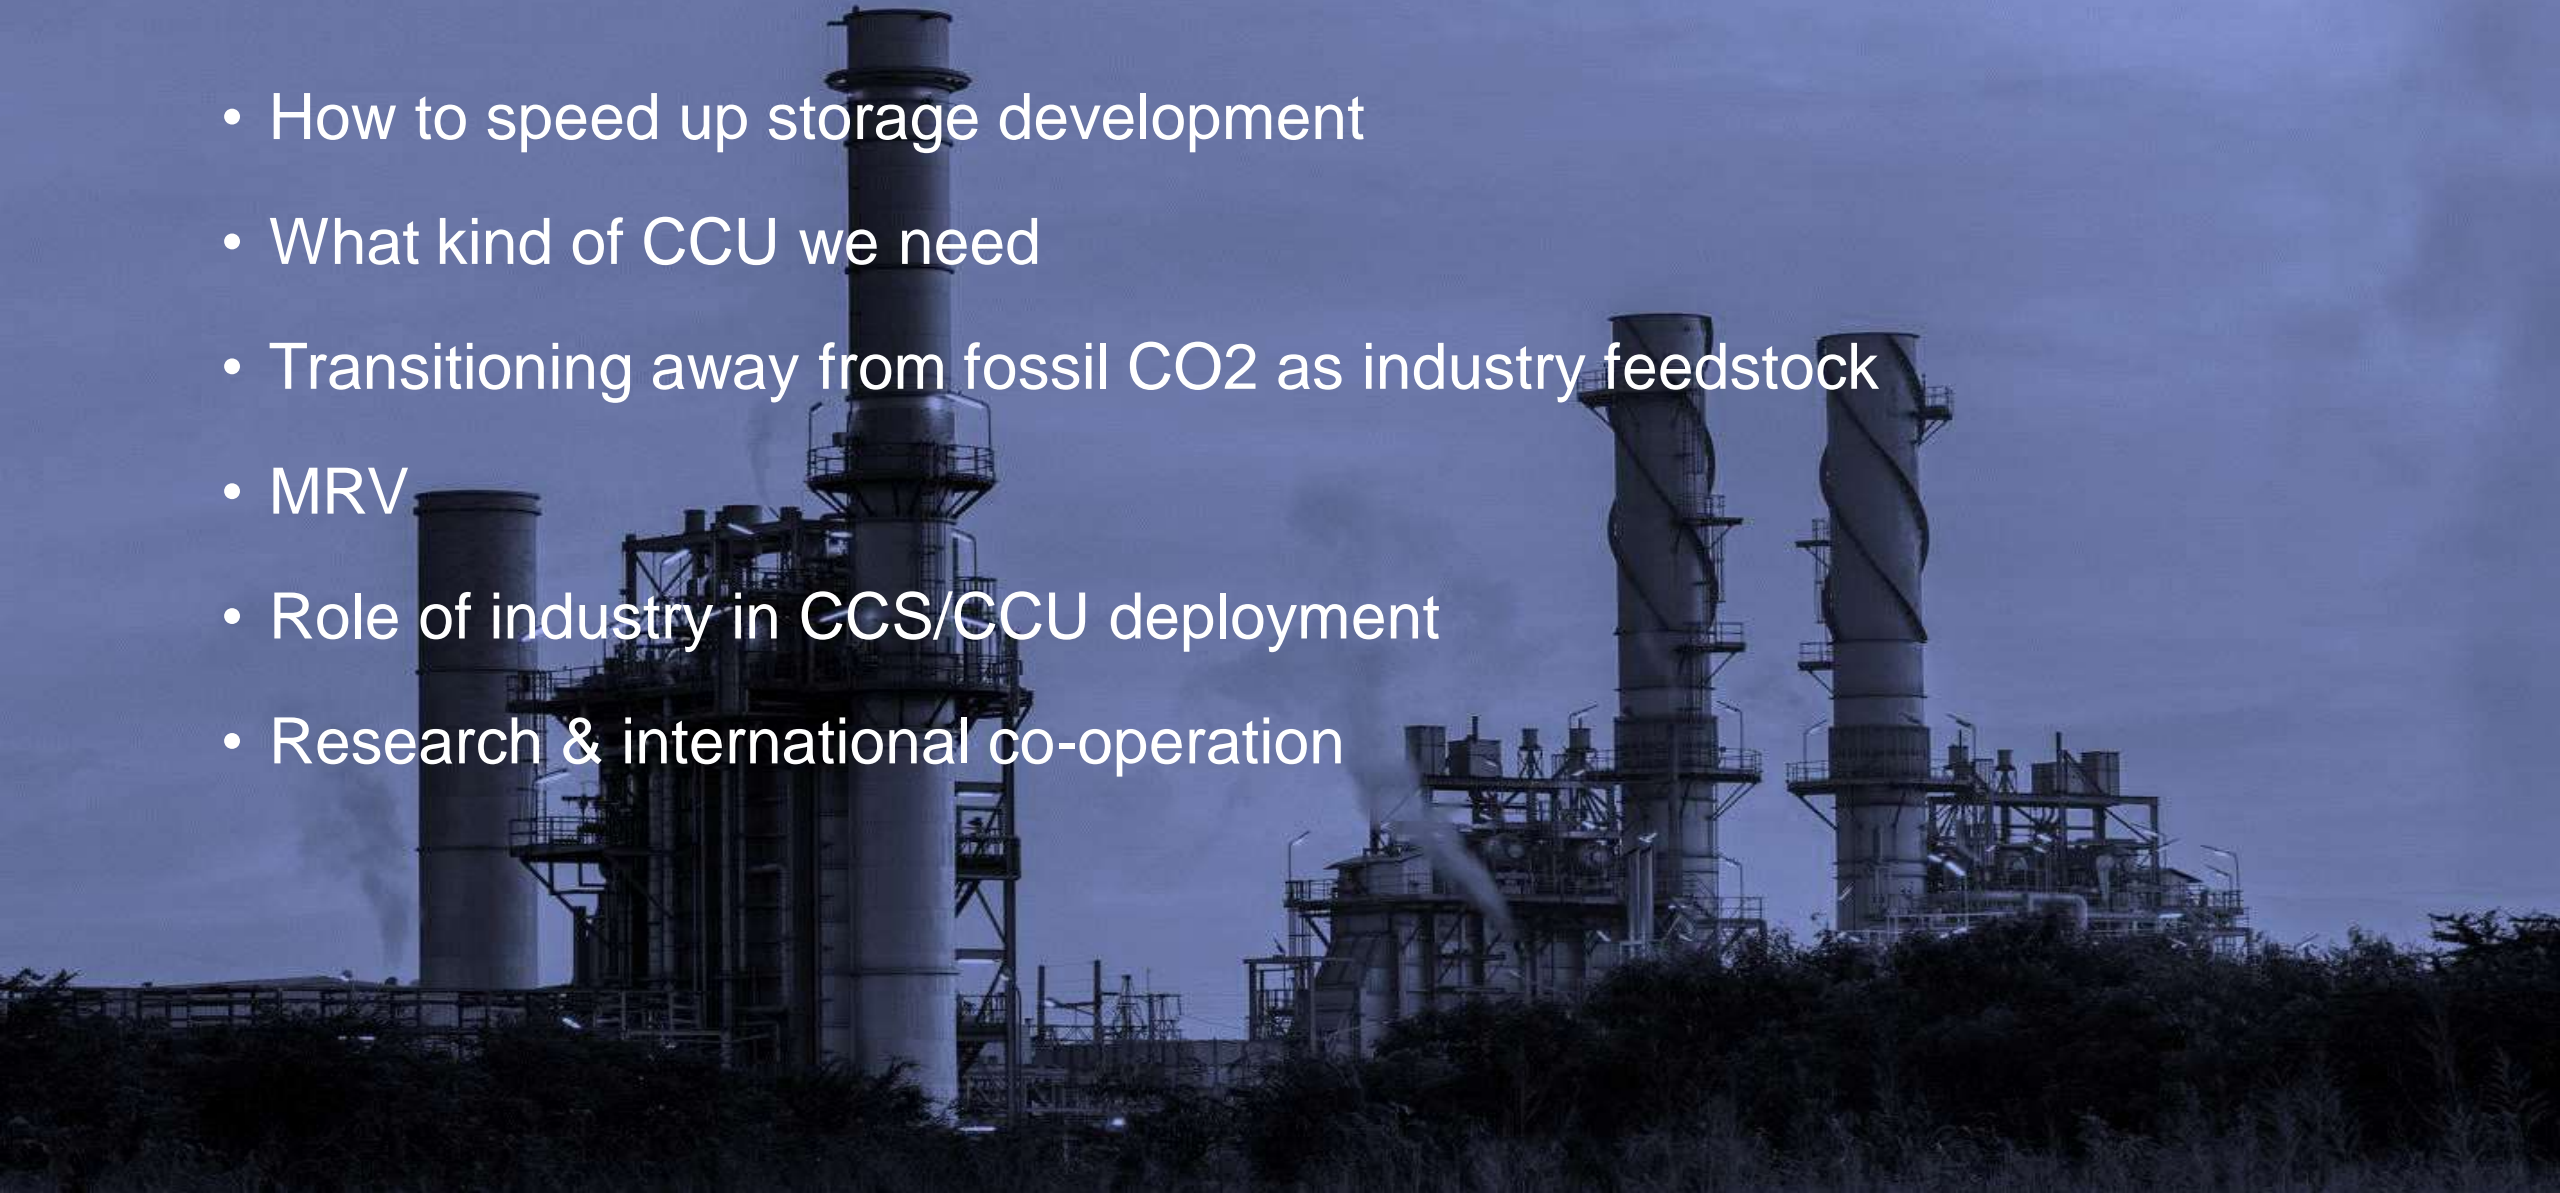 • How to speed up storage development
• What kind of CCU we need
• Transitioning away from fossil CO2 as industry feedstock
• MRV
• Role of industry in CCS/CCU deployment
• Research & international co-operation